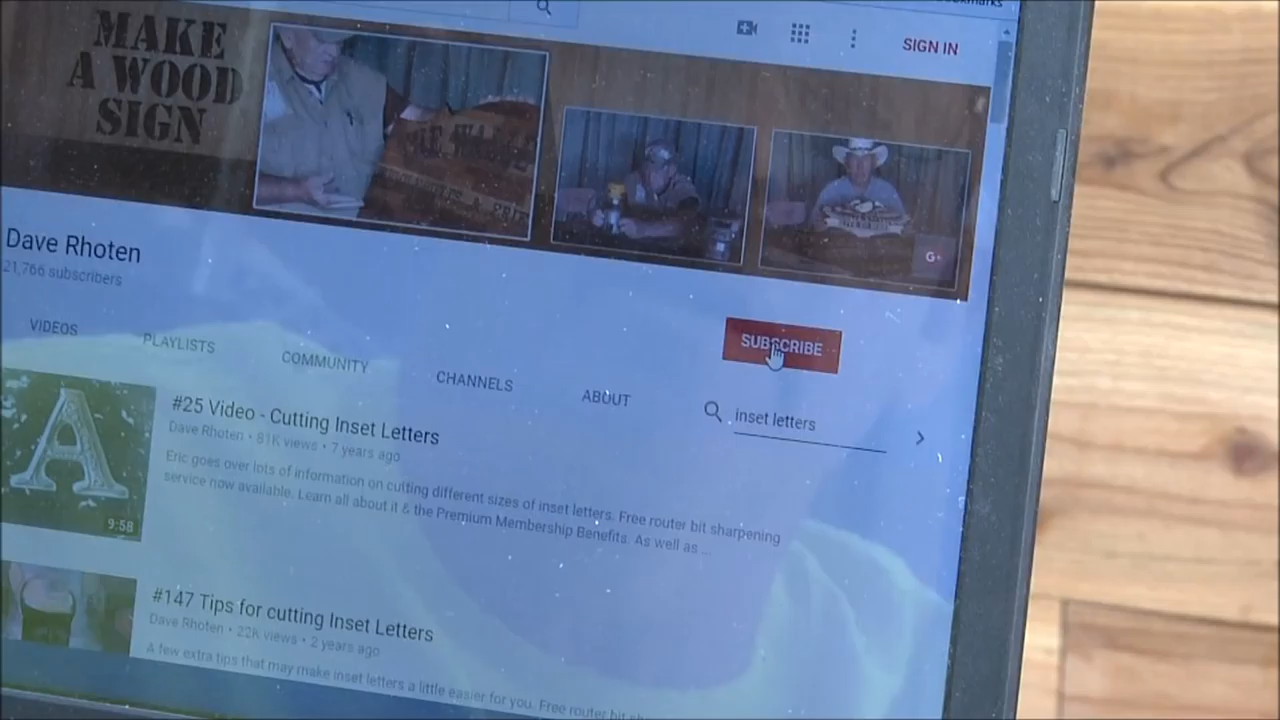 MAKE
A WOOD
SIGN
SIGN IN
G+
Dave Rhoten
21,766 subscribers
SUBSCRIBE
VIDEOS
PLAYLISTS
COMMUNITY
CHANNELS
ABOUT
inset letters
A
9:58
#25 Video - Cutting Inset Letters
Dave Rhoten • 81K views • 7 years ago
Eric goes over lots of information on cutting different sizes of inset letters. Free router bit sharpening
service now available. Learn all about it & the Premium Membership Benefits. As well as ...
#147 Tips for cutting Inset Letters
Dave Rhoten • 22K views • 2 years ago
A few extra tips that may make inset letters a little easier for you. Free router bit